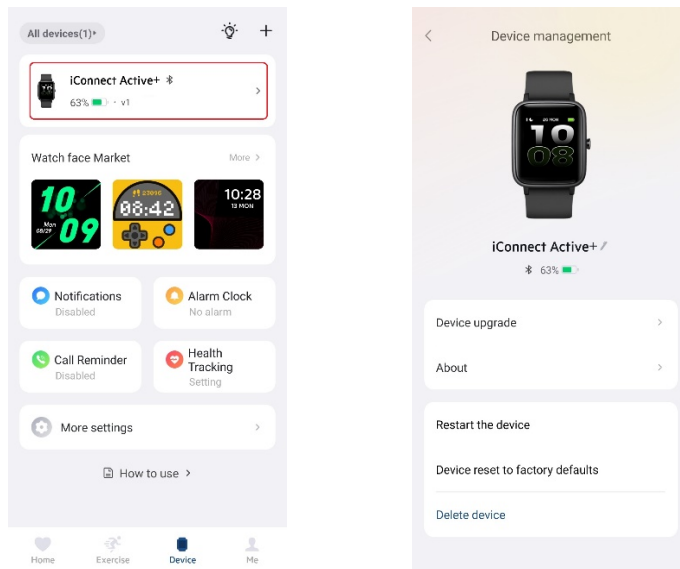 All devices(1)
iConnect Active+
63% - v1
Watch face Market
More
10
Mon
08/29
09
08:42
10:28
13 MON
Notifications
Disabled
Alarm Clock
No alarm
Call Reminder
Disabled
Health
Tracking
Setting
More settings
How to use
Home
Exercise
Device
Me
Device management
10
08
iConnect Active+
63%
Device upgrade
About
Restart the device
Device reset to factory defaults
Delete device